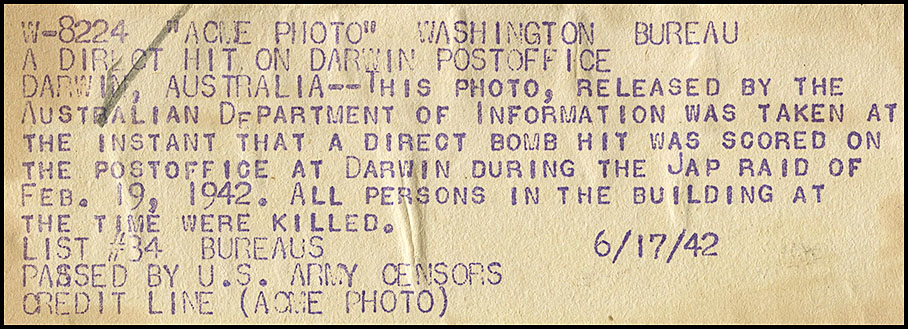 W-8224 "ACME PHOTO" WASHINGTON BUREAU
A DIRECT HIT ON DARWIN POSTOFFICE
DARWIN, AUSTRALIA--THIS PHOTO, RELEASED BY THE
AUSTRALIAN DEPARTMENT OF INFORMATION WAS TAKEN AT
THE INSTANT THAT A DIRECT BOMB HIT WAS SCORED ON
THE POSTOFFICE AT DARWIN DURING THE JAP RAID OF
FEB. 19, 1942. ALL PERSONS IN THE BUILDING AT
THE TIME WERE KILLED.
LIST #34 BUREAUS 6/17/42
PASSED BY U.S. ARMY CENSORS
CREDIT LINE (ACME PHOTO)